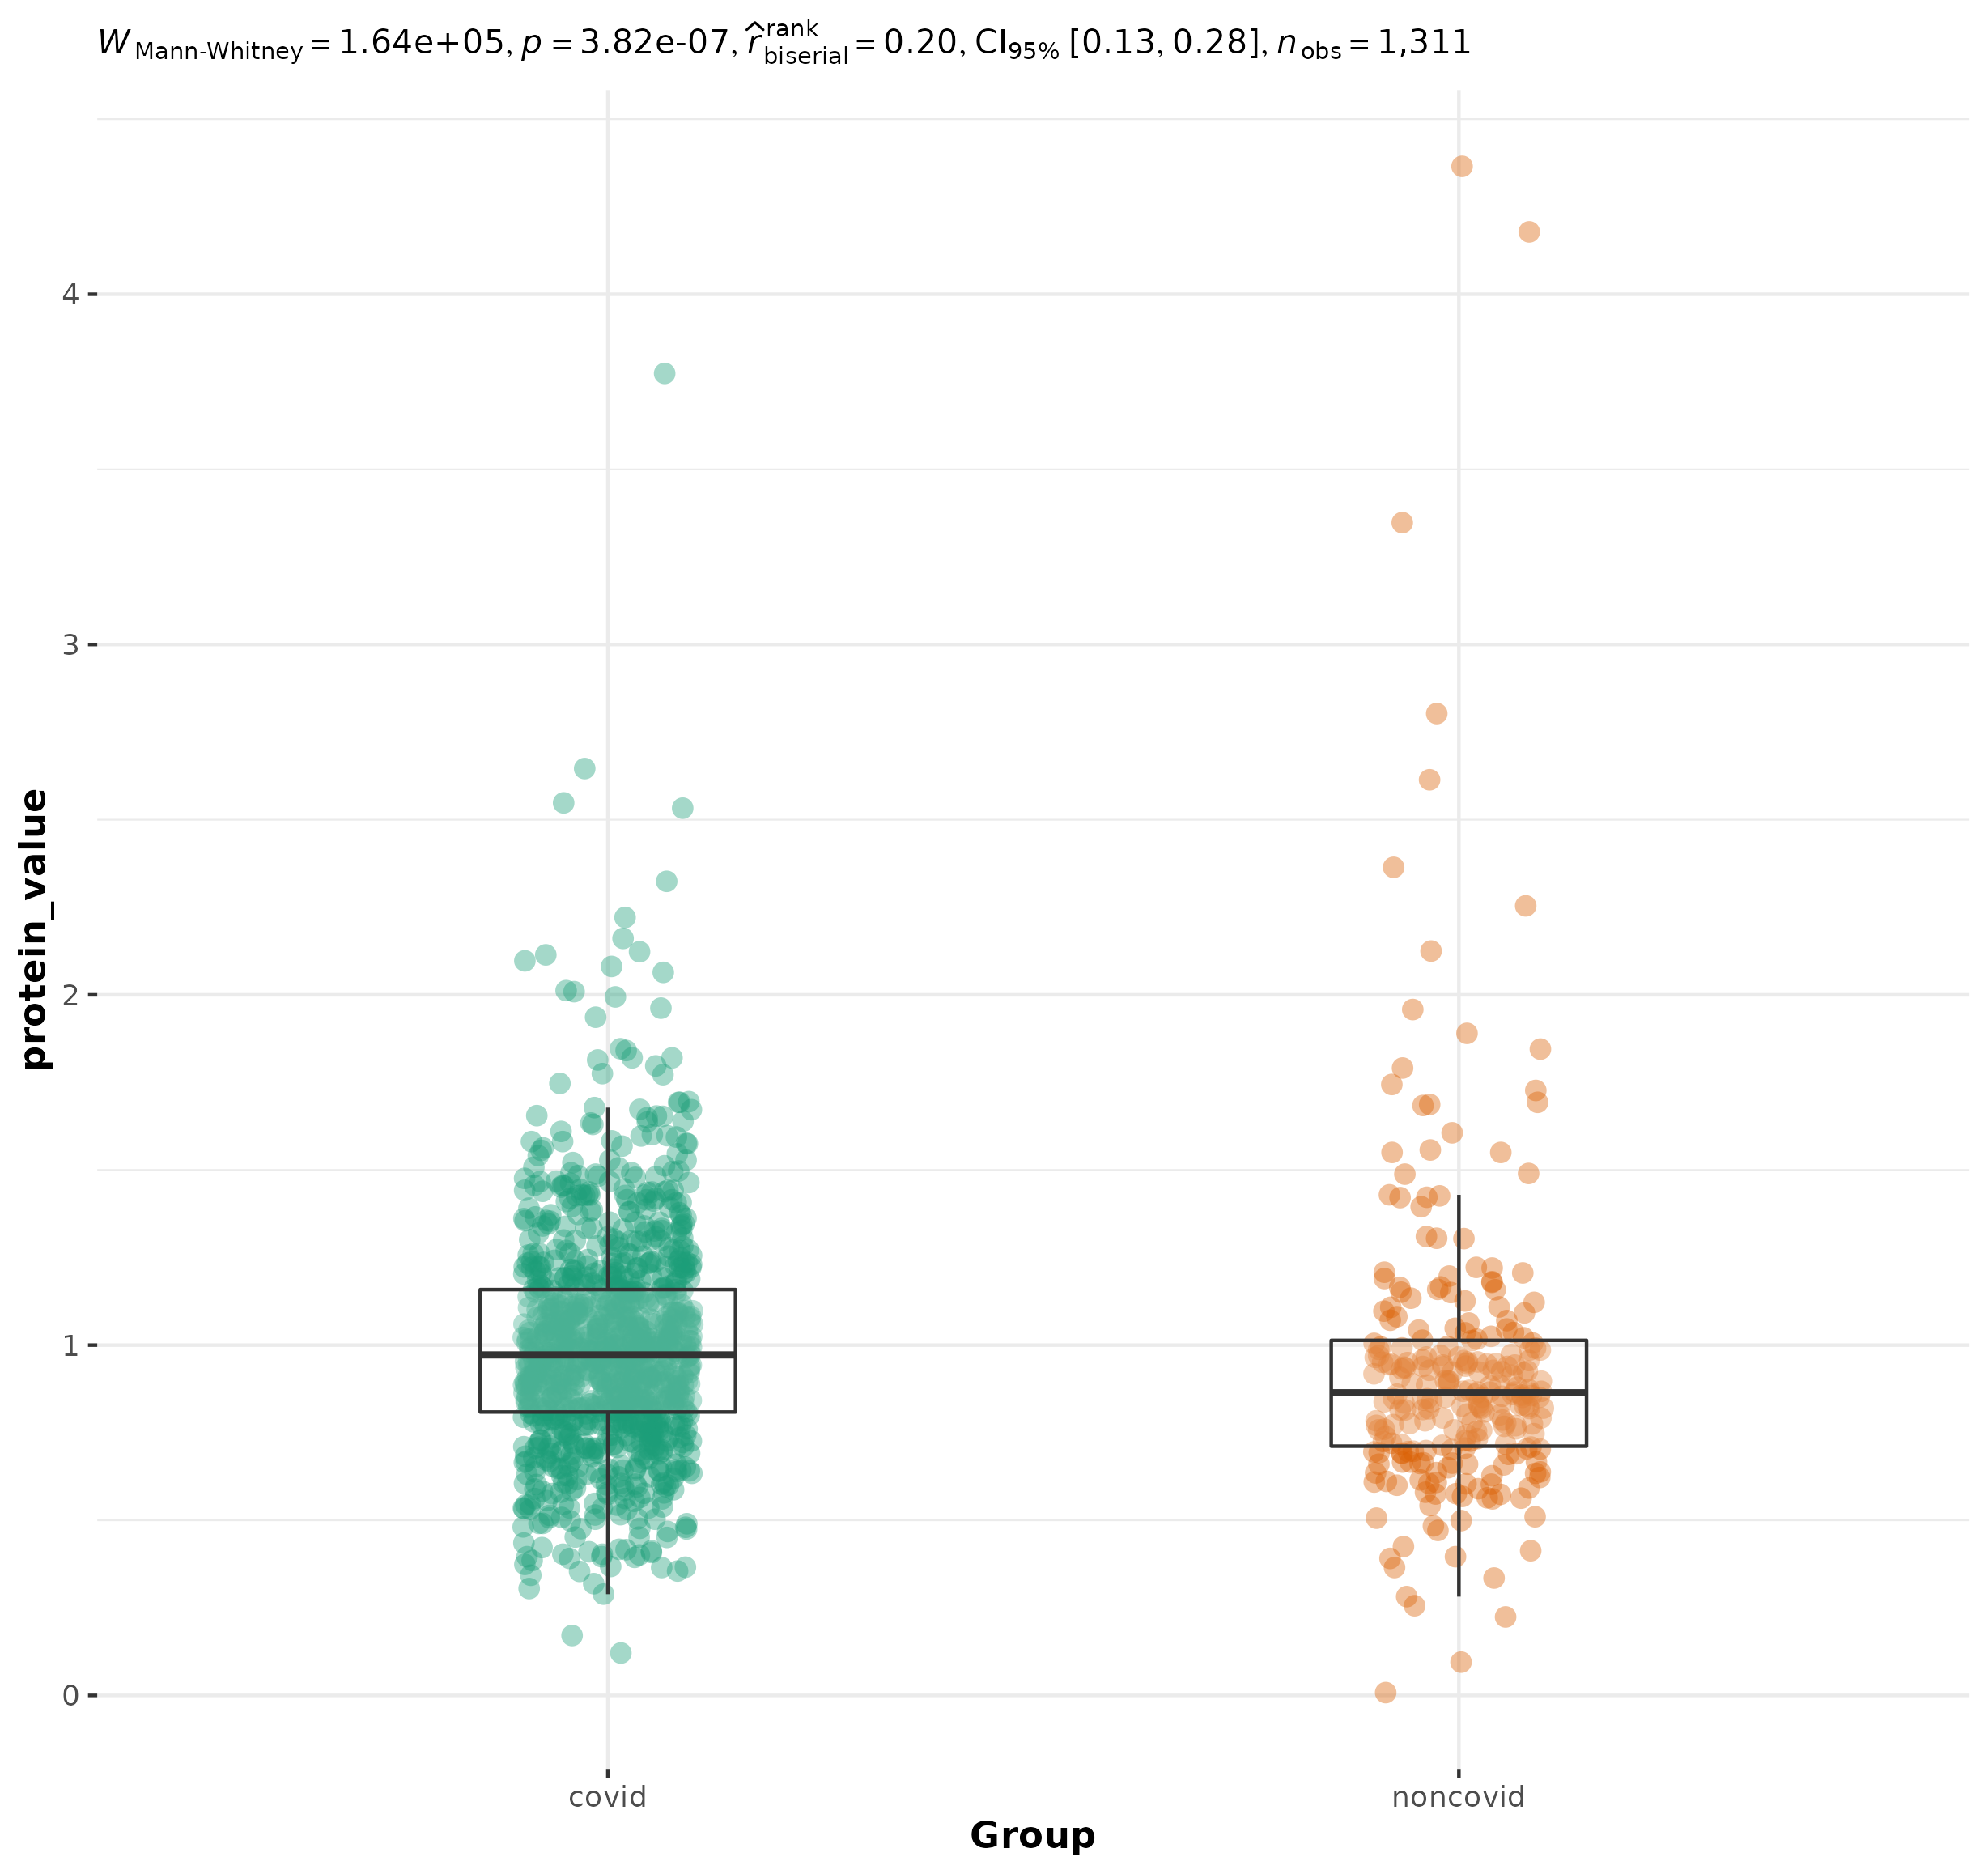 W Mann-Whitney = 1.64e+05, p = 3.82e-07, r̂ rank biserial = 0.20, CI95% [0.13, 0.28], n obs = 1,311
protein_value
4
3
2
1
0
covid noncovid
Group